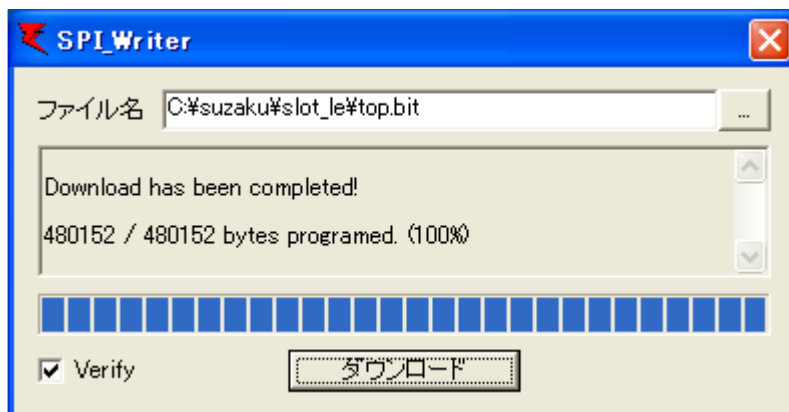 SPI_Writer
ファイル名 C:¥suzaku¥slot_le¥top.bit ...
Download has been completed!
480152 / 480152 bytes programed. (100%)
Verify ダウンロード